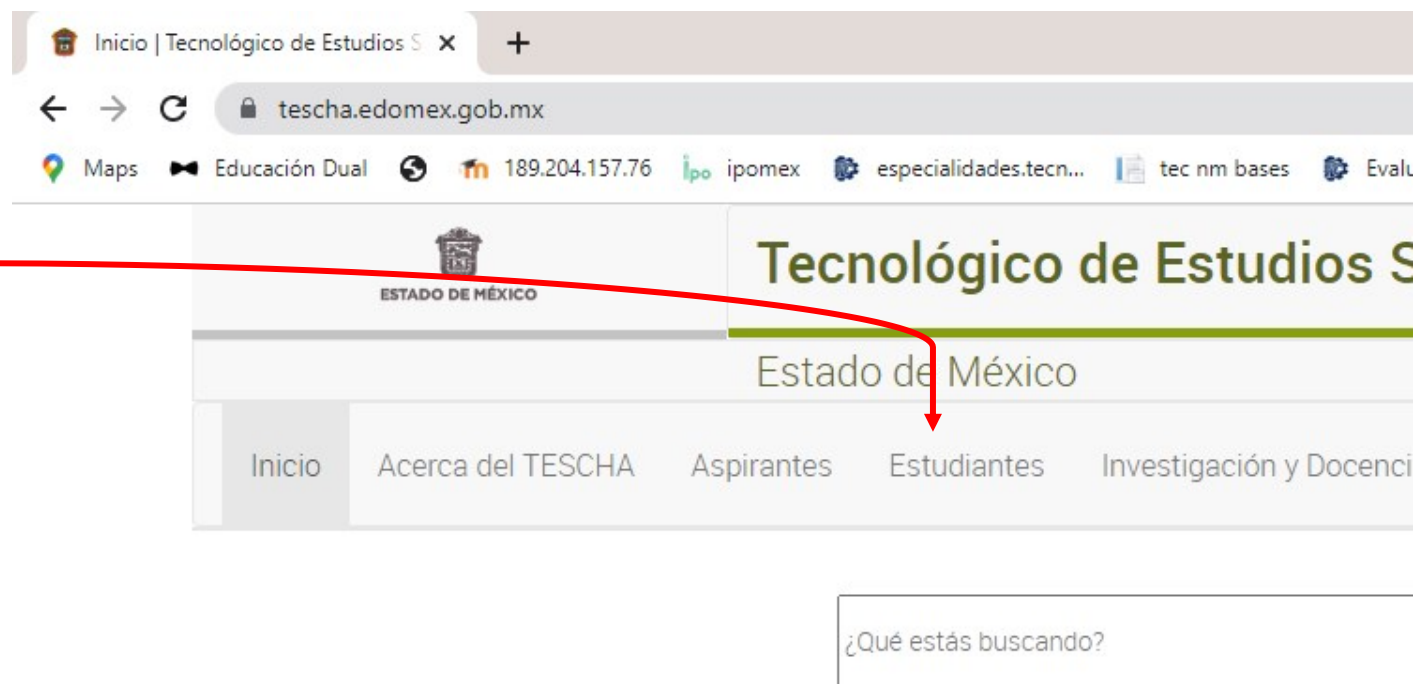 Inicio | Tecnológico de Estudios S
tescha.edomex.gob.mx
Maps Educación Dual 189.204.157.76 ipo ipomex especialidades.tecn... tec nm bases Evalu
ESTADO DE MÉXICO
Tecnológico de Estudios S
Estado de México
Inicio Acerca del TESCHA Aspirantes Estudiantes Investigación y Docenci
¿Qué estás buscando?